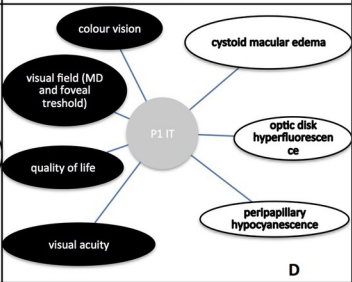 colour vision
visual field (MD
and foveal
treshold)
quality of life
visual acuity
P1 IT
cystoid macular edema
optic disk
hyperfluorescen
ce
peripapillary
hypocyanescence
D